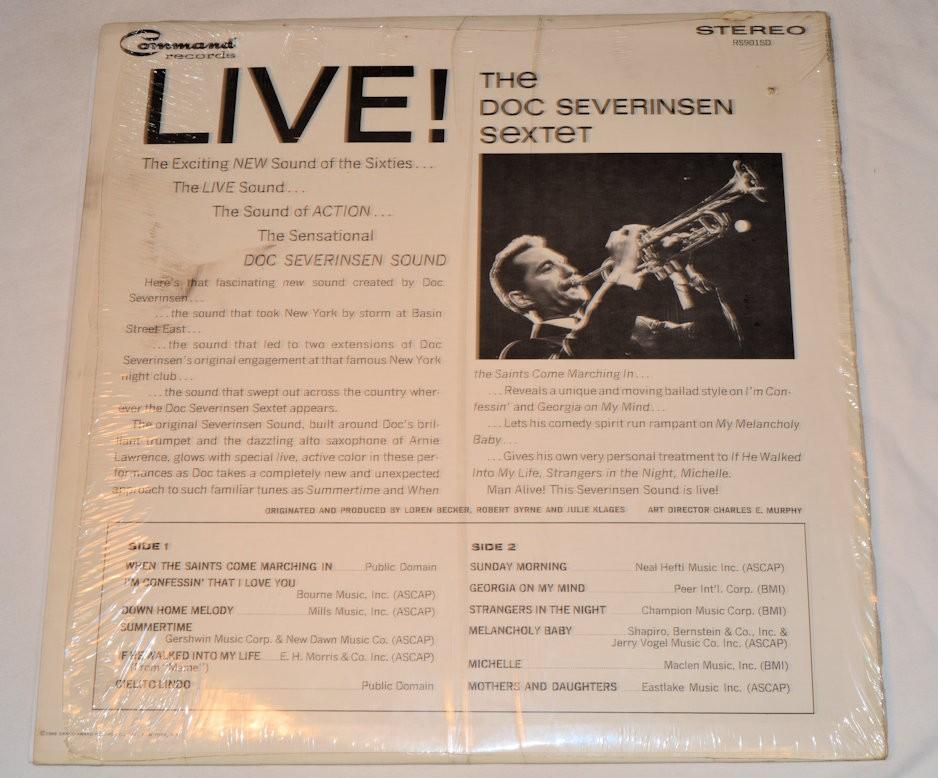 Command
records
STEREO
RS901SD
LIVE!
The
DOC SEVERINSEN
Sextet
The Exciting NEW Sound of the Sixties...
The LIVE Sound...
The Sound of ACTION...
The Sensational
DOC SEVERINSEN SOUND
Here's that fascinating new sound created by Doc
Severinsen...
...the sound that took New York by storm at Basin
Street East...
...the sound that led to two extensions of Doc
Severinsen's original engagement at that famous New York
night club...
...the sound that swept out across the country wher-
ever the Doc Severinsen Sextet appears.
The original Severinsen Sound, built around Doc's bril-
liant trumpet and the dazzling alto saxophone of Arnie
Lawrence, glows with special live, active color in these per-
formances as Doc takes a completely new and unexpected
approach to such familiar tunes as Summertime and When
the Saints Come Marching In...
...Reveals a unique and moving ballad style on I'm Con-
fessin' and Georgia on My Mind...
...Lets his comedy spirit run rampant on My Melancholy
Baby...
...Gives his own very personal treatment to If He Walked
Into My Life, Strangers in the Night, Michelle.
Man Alive! This Severinsen Sound is live!
ORIGINATED AND PRODUCED BY LOREN BECKER, ROBERT BYRNE AND JULIE KLAGES ART DIRECTOR CHARLES E. MURPHY
SIDE 1
WHEN THE SAINTS COME MARCHING IN Public Domain
I'M CONFESSIN' THAT I LOVE YOU
Bourne Music, Inc. (ASCAP)
DOWN HOME MELODY Mills Music, Inc. (ASCAP)
SUMMERTIME
Gershwin Music Corp. & New Dawn Music Co. (ASCAP)
IF HE WALKED INTO MY LIFE E. H. Morris & Co. Inc. (ASCAP)
(From "Mame")
CIELITO LINDO Public Domain
SIDE 2
SUNDAY MORNING Neal Hefti Music Inc. (ASCAP)
GEORGIA ON MY MIND Peer Int'l. Corp. (BMI)
STRANGERS IN THE NIGHT Champion Music Corp. (BMI)
MELANCHOLY BABY Shapiro, Bernstein & Co., Inc. &
Jerry Vogel Music Co. Inc. (ASCAP)
MICHELLE Maclen Music, Inc. (BMI)
MOTHERS AND DAUGHTERS Eastlake Music Inc. (ASCAP)